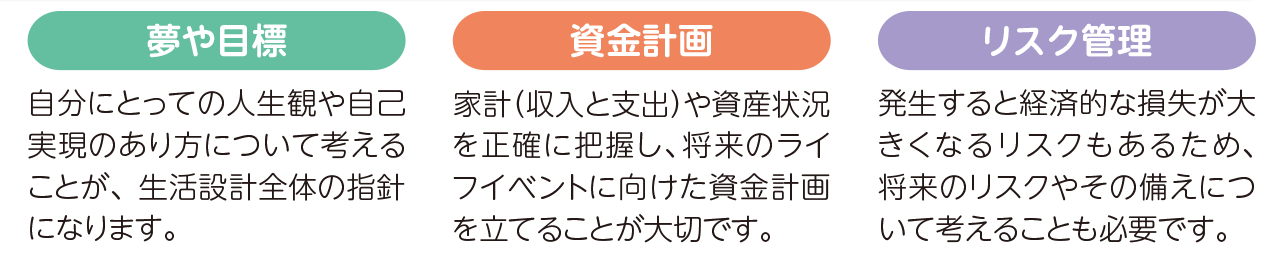 夢や目標
自分にとっての人生観や自己
実現のあり方について考える
ことが、生活設計全体の指針
になります。
資金計画
家計(収入と支出)や資産状況
を正確に把握し、将来のライ
フイベントに向けた資金計画
を立てることが大切です。
リスク管理
発生すると経済的な損失が大
きくなるリスクもあるため、
将来のリスクやその備えにつ
いて考えることも必要です。